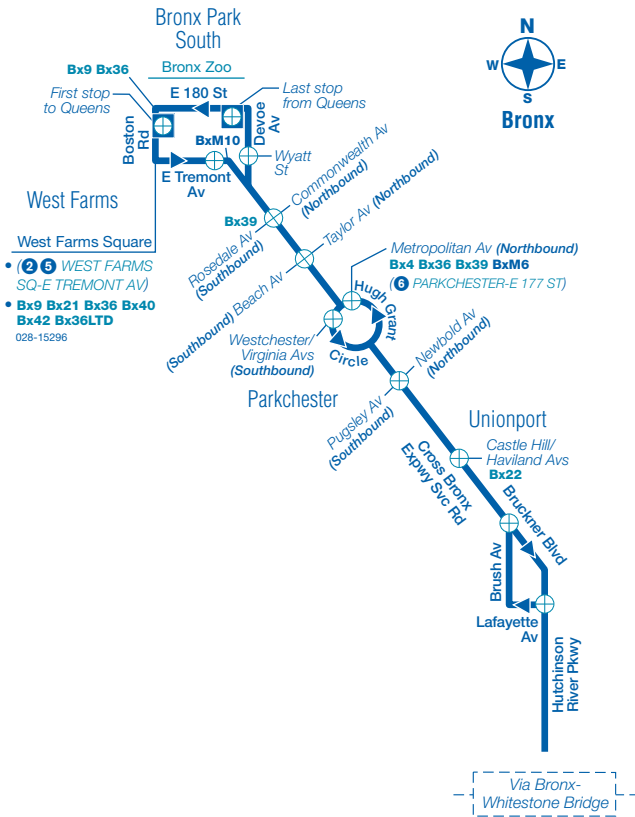 Bronx Park
South
Bronx Zoo
Bx9 Bx36
E 180 St
First stop
to Queens
Last stop
from Queens
Boston
Rd
Devoe
Av
BxM10
Wyatt
St
E Tremont
Av
N
W E
S
Bronx
West Farms
West Farms Square
• (2 5 WEST FARMS
SQ-E TREMONT AV)
• Bx9 Bx21 Bx36 Bx40
Bx42 Bx36LTD
028-15296
Bx39
Commonwealth Av
(Northbound)
Rosedale Av
(Southbound)
Taylor Av (Northbound)
(Southbound) Beach Av
Metropolitan Av (Northbound)
Bx4 Bx36 Bx39 BxM6
(6 PARKCHESTER-E 177 ST)
Hugh Grant
Circle
Westchester/
Virginia Avs
(Southbound)
Parkchester
Newbold Av
(Northbound)
Pugsley Av
(Southbound)
Unionport
Castle Hill/
Haviland Avs
Bx22
Cross Bronx
Expwy Svc Rd
Bruckner Blvd
Brush Av
Lafayette
Av
Hutchinson
River Pkwy
Via Bronx-
Whitestone Bridge